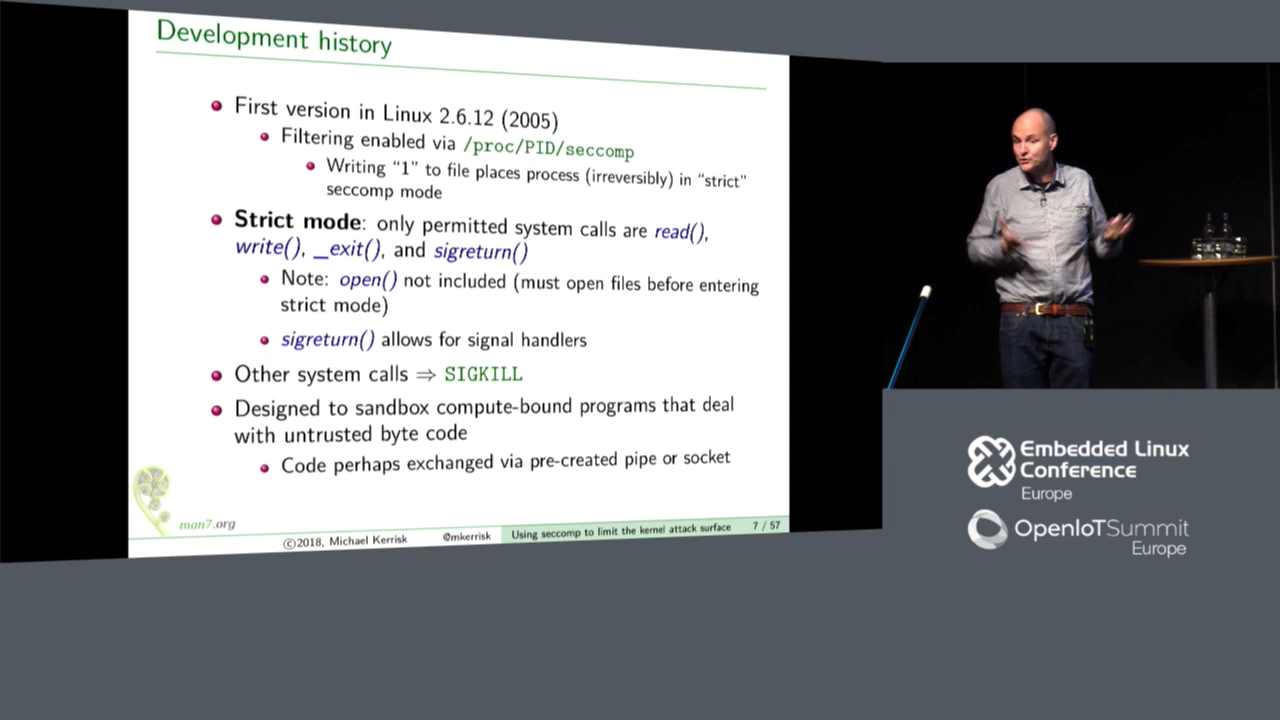 Development history
First version in Linux 2.6.12 (2005)
Filtering enabled via /proc/PID/seccomp
Writing “1” to file places process (irreversibly) in “strict”
seccomp mode
Strict mode: only permitted system calls are read(),
write(), _exit(), and sigreturn()
Note: open() not included (must open files before entering
strict mode)
sigreturn() allows for signal handlers
Other system calls ⇒ SIGKILL
Designed to sandbox compute-bound programs that deal
with untrusted byte code
Code perhaps exchanged via pre-created pipe or socket
man7.org
©2018, Michael Kerrisk @mkerrisk Using seccomp to limit the kernel attack surface 7 / 57
Embedded Linux
Conference
Europe
OpenIoTSummit
Europe